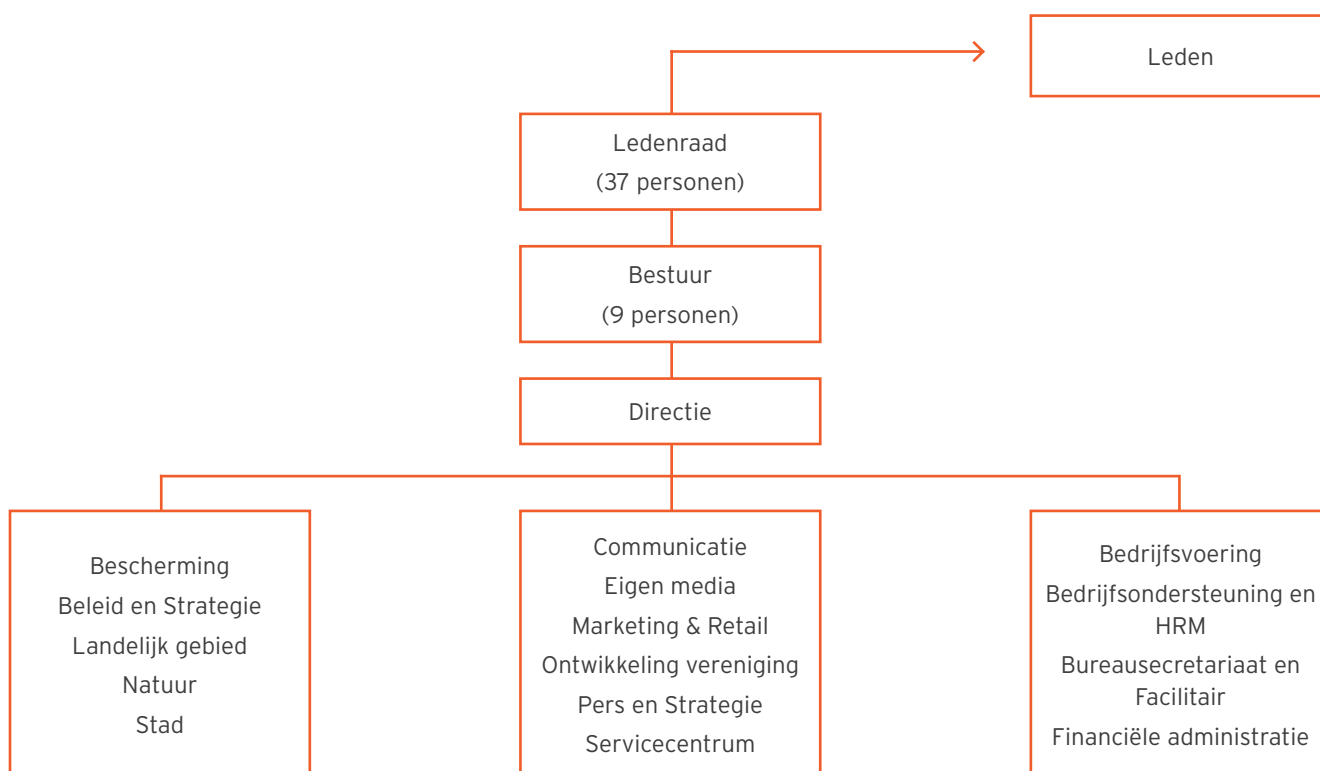 Leden
Ledenraad
(37 personen)
Bestuur
(9 personen)
Directie
Bescherming
Beleid en Strategie
Landelijk gebied
Natuur
Stad
Communicatie
Eigen media
Marketing & Retail
Ontwikkeling vereniging
Pers en Strategie
Servicecentrum
Bedrijfsvoering
Bedrijfsondersteuning en
HRM
Bureausecretariaat en
Facilitair
Financiële administratie